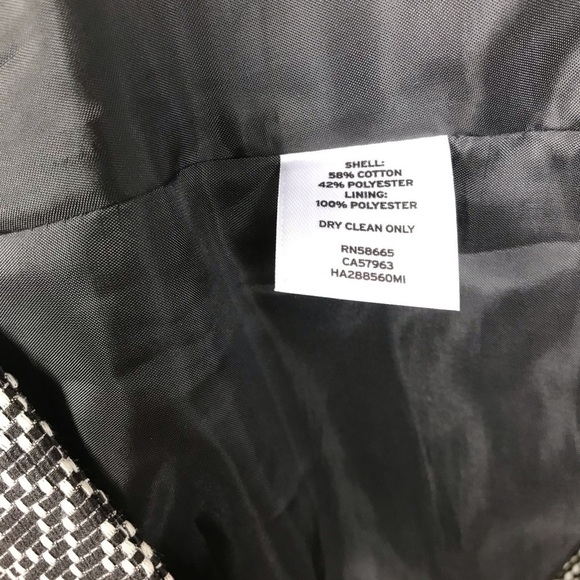 SHELL:
58% COTTON
42% POLYESTER
LINING:
100% POLYESTER
DRY CLEAN ONLY
RN58665
CA57963
HA288560MI